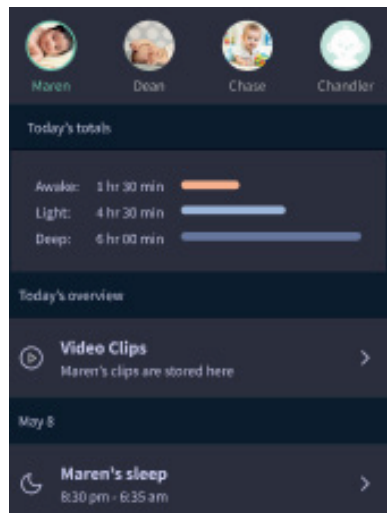 Maren Dean Chase Chandler
Today's totals
Awake: 1 hr 30 min
Light: 4 hr 30 min
Deep: 6 hr 00 min
Today's overview
Video Clips
Maren's clips are stored here
May 8
Maren's sleep
8:30 pm - 6:35 am